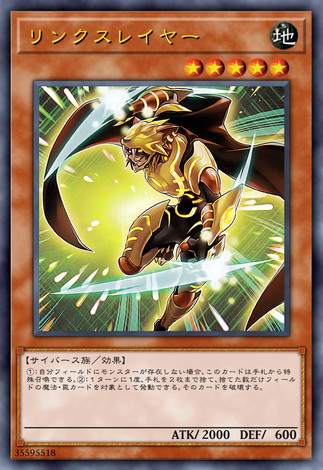 リンクスレイヤー
地
【サイバース族／効果】
①：自分フィールドにモンスターが存在しない場合、このカードは手札から特
殊召喚できる。②：１ターンに１度、手札を２枚まで捨て、捨てた数だけフィール
ドの魔法・罠カードを対象として発動できる。そのカードを破壊する。
ATK/ 2000 DEF/ 600
35595518